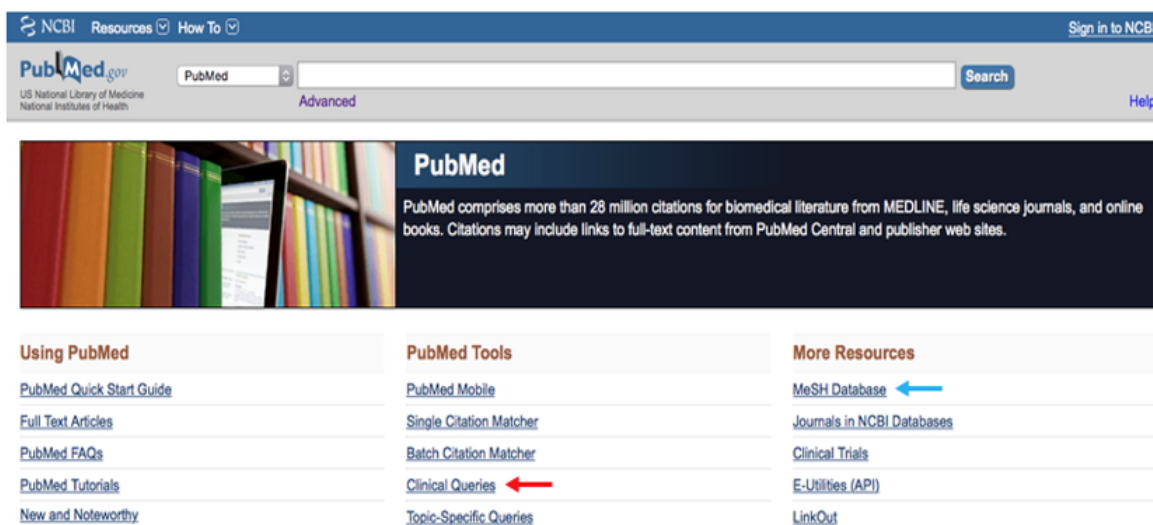 NCBI Resources How To Sign in to NCBI
PubMed.gov
US National Library of Medicine
National Institutes of Health
PubMed
Search
Advanced
Help
PubMed
PubMed comprises more than 28 million citations for biomedical literature from MEDLINE, life science journals, and online
books. Citations may include links to full-text content from PubMed Central and publisher web sites.
Using PubMed
PubMed Quick Start Guide
Full Text Articles
PubMed FAQs
PubMed Tutorials
New and Noteworthy
PubMed Tools
PubMed Mobile
Single Citation Matcher
Batch Citation Matcher
Clinical Queries
Topic-Specific Queries
More Resources
MeSH Database
Journals in NCBI Databases
Clinical Trials
E-Utilities (API)
LinkOut